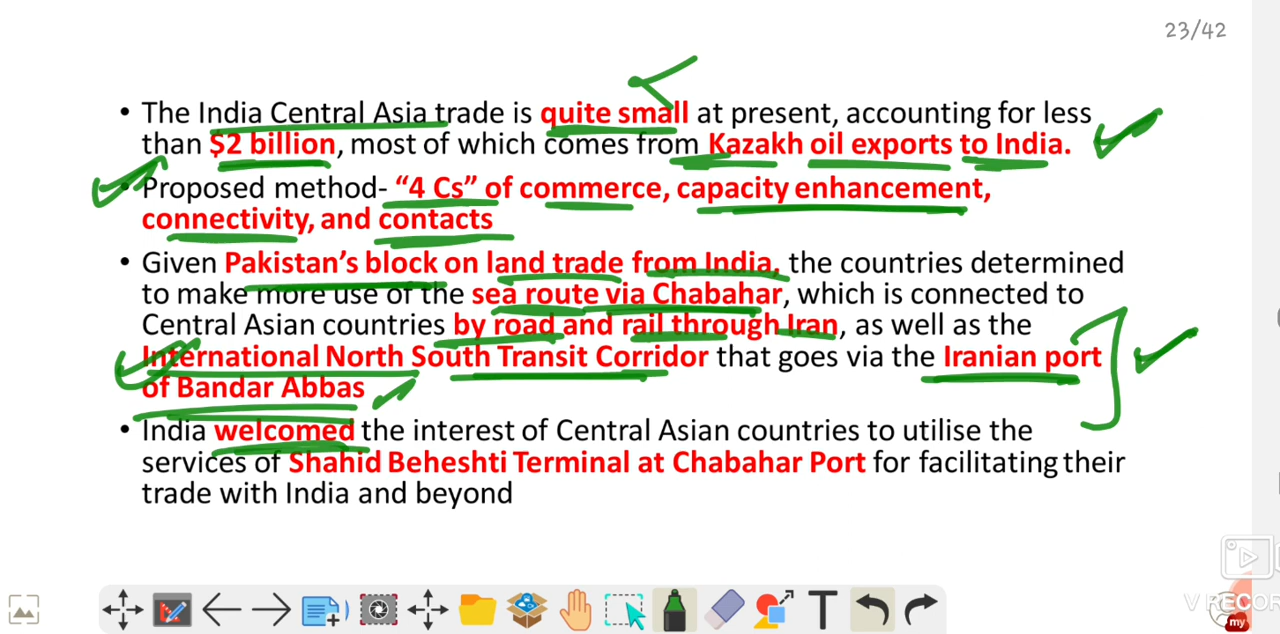 23/42
• The India Central Asia trade is quite small at present, accounting for less
than $2 billion, most of which comes from Kazakh oil exports to India.
• Proposed method- “4 Cs” of commerce, capacity enhancement,
connectivity, and contacts
• Given Pakistan’s block on land trade from India, the countries determined
to make more use of the sea route via Chabahar, which is connected to
Central Asian countries by road and rail through Iran, as well as the
International North South Transit Corridor that goes via the Iranian port
of Bandar Abbas
• India welcomed the interest of Central Asian countries to utilise the
services of Shahid Beheshti Terminal at Chabahar Port for facilitating their
trade with India and beyond
V RECOR
my